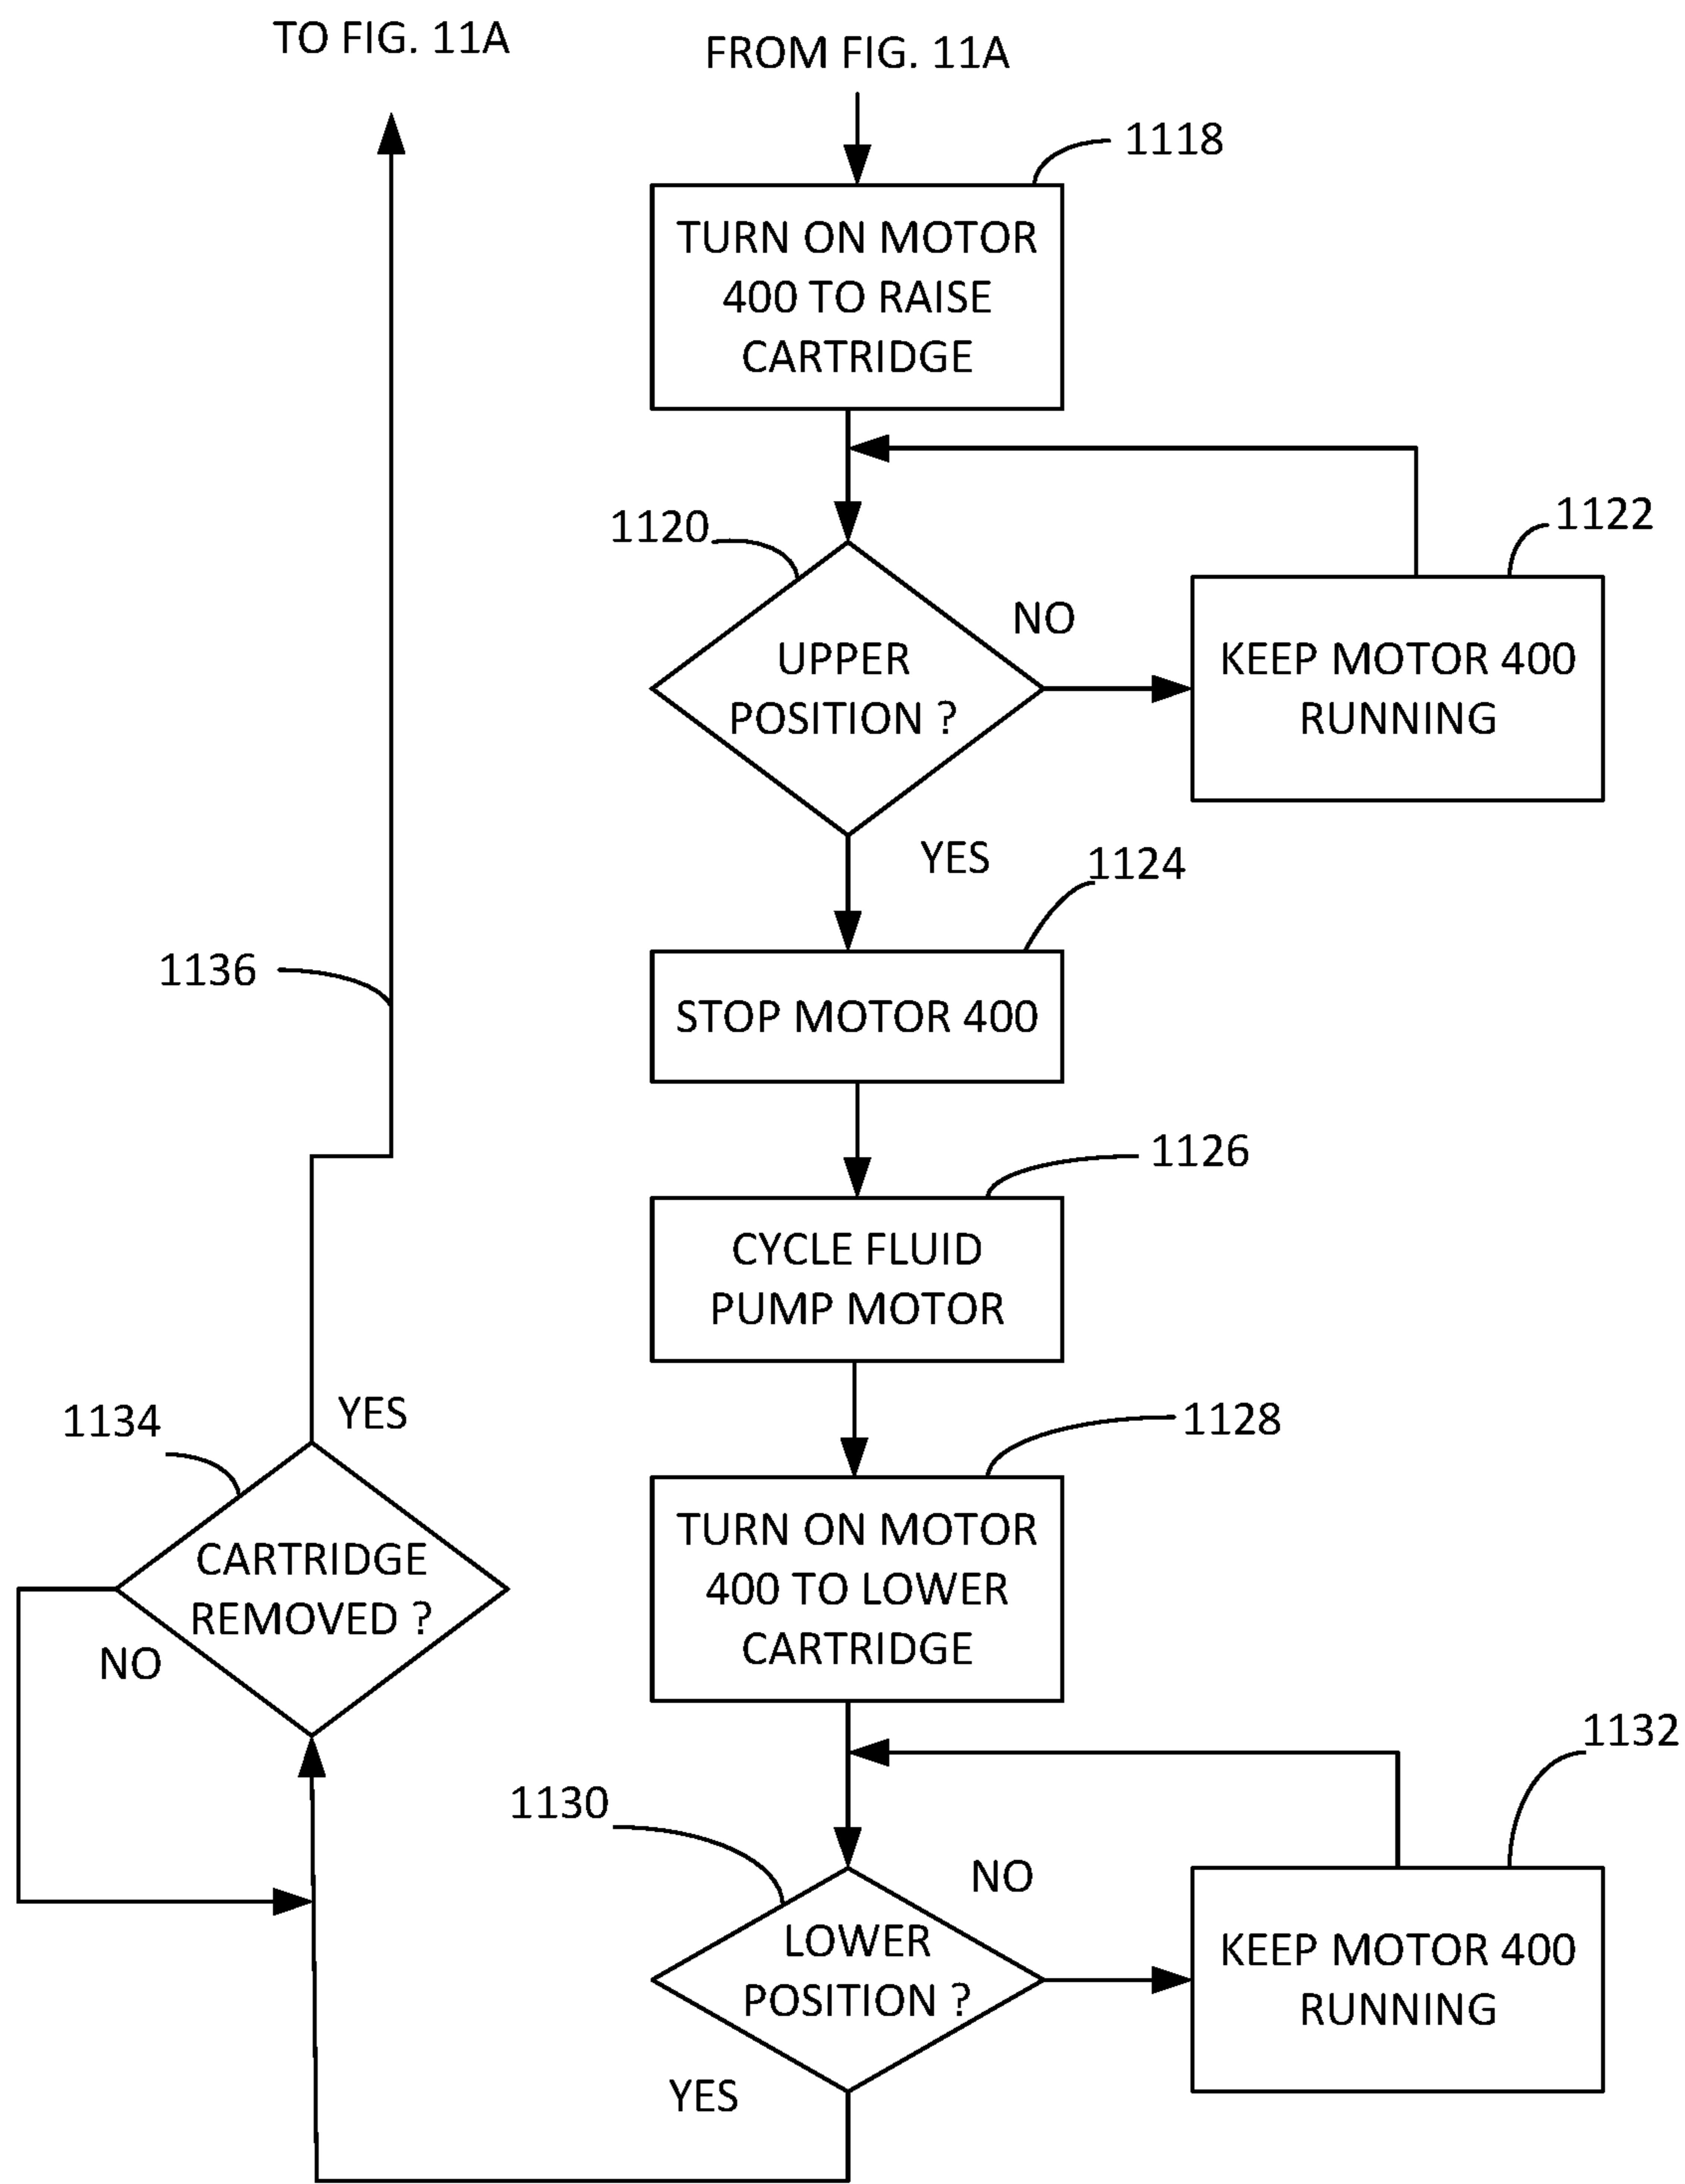 TO FIG. 11A
FROM FIG. 11A
1118
TURN ON MOTOR
400 TO RAISE
CARTRIDGE
1120
1122
NO
UPPER
POSITION ?
KEEP MOTOR 400
RUNNING
YES
1124
1136
STOP MOTOR 400
1126
CYCLE FLUID
PUMP MOTOR
1134
YES
1128
CARTRIDGE
REMOVED ?
NO
TURN ON MOTOR
400 TO LOWER
CARTRIDGE
1132
1130
NO
LOWER
POSITION ?
KEEP MOTOR 400
RUNNING
YES